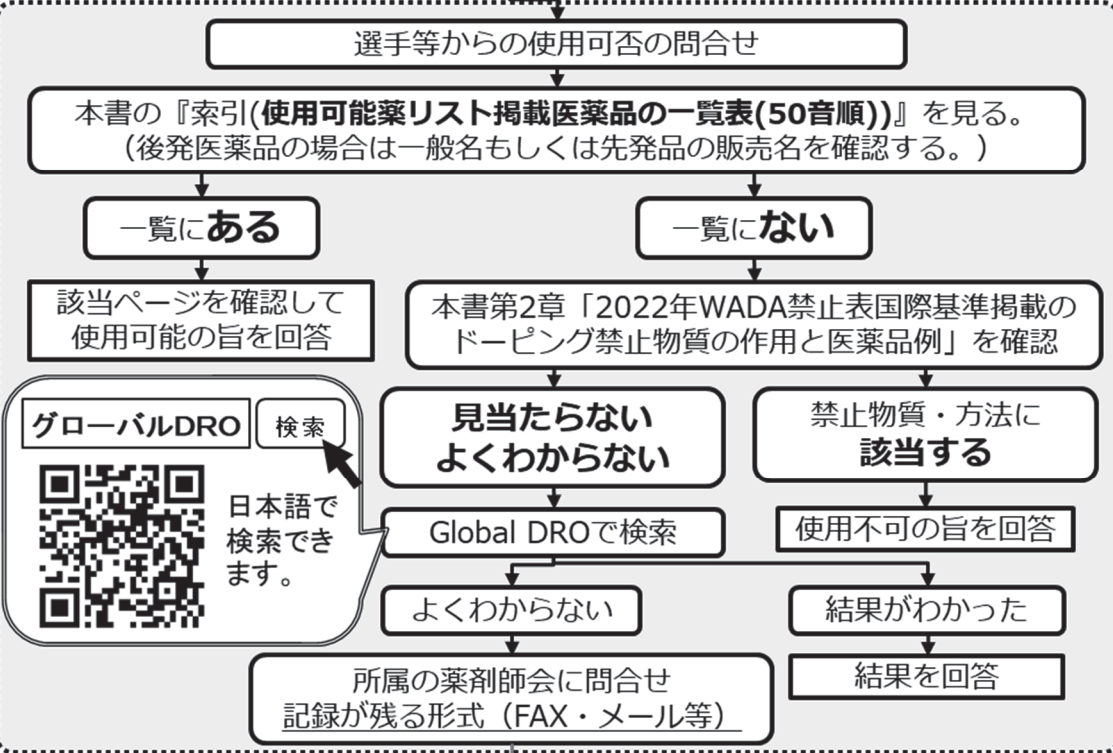 選手等からの使用可否の問合せ
本書の『索引(使用可能薬リスト掲載医薬品の一覧表(50音順))』を見る。
（後発医薬品の場合は一般名もしくは先発品の販売名を確認する。）
一覧にある
一覧にない
該当ページを確認して
使用可能の旨を回答
本書第2章「2022年WADA禁止表国際基準掲載の
ドーピング禁止物質の作用と医薬品例」を確認
見当たらない
よくわからない
禁止物質・方法に
該当する
グローバルDRO
検索
日本語で
検索でき
ます。
Global DROで検索
使用不可の旨を回答
よくわからない
結果がわかった
所属の薬剤師会に問合せ
記録が残る形式（FAX・メール等）
結果を回答